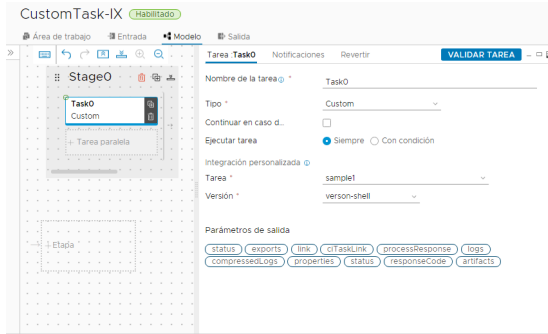 CustomTask-IX Habilitado
Área de trabajo Entrada Modelo Salida
Tarea :Task0 Notificaciones Revertir VALIDAR TAREA
Stage0
Task0
Custom
+ Tarea paralela
+ Etapa
Nombre de la tarea * Task0
Tipo * Custom
Continuar en caso d...
Ejecutar tarea Siempre Con condición
Integración personalizada
Tarea * sample1
Versión * verson-shell
Parámetros de salida
status exports link ciTaskLink processResponse logs
compressedLogs properties status responseCode artifacts